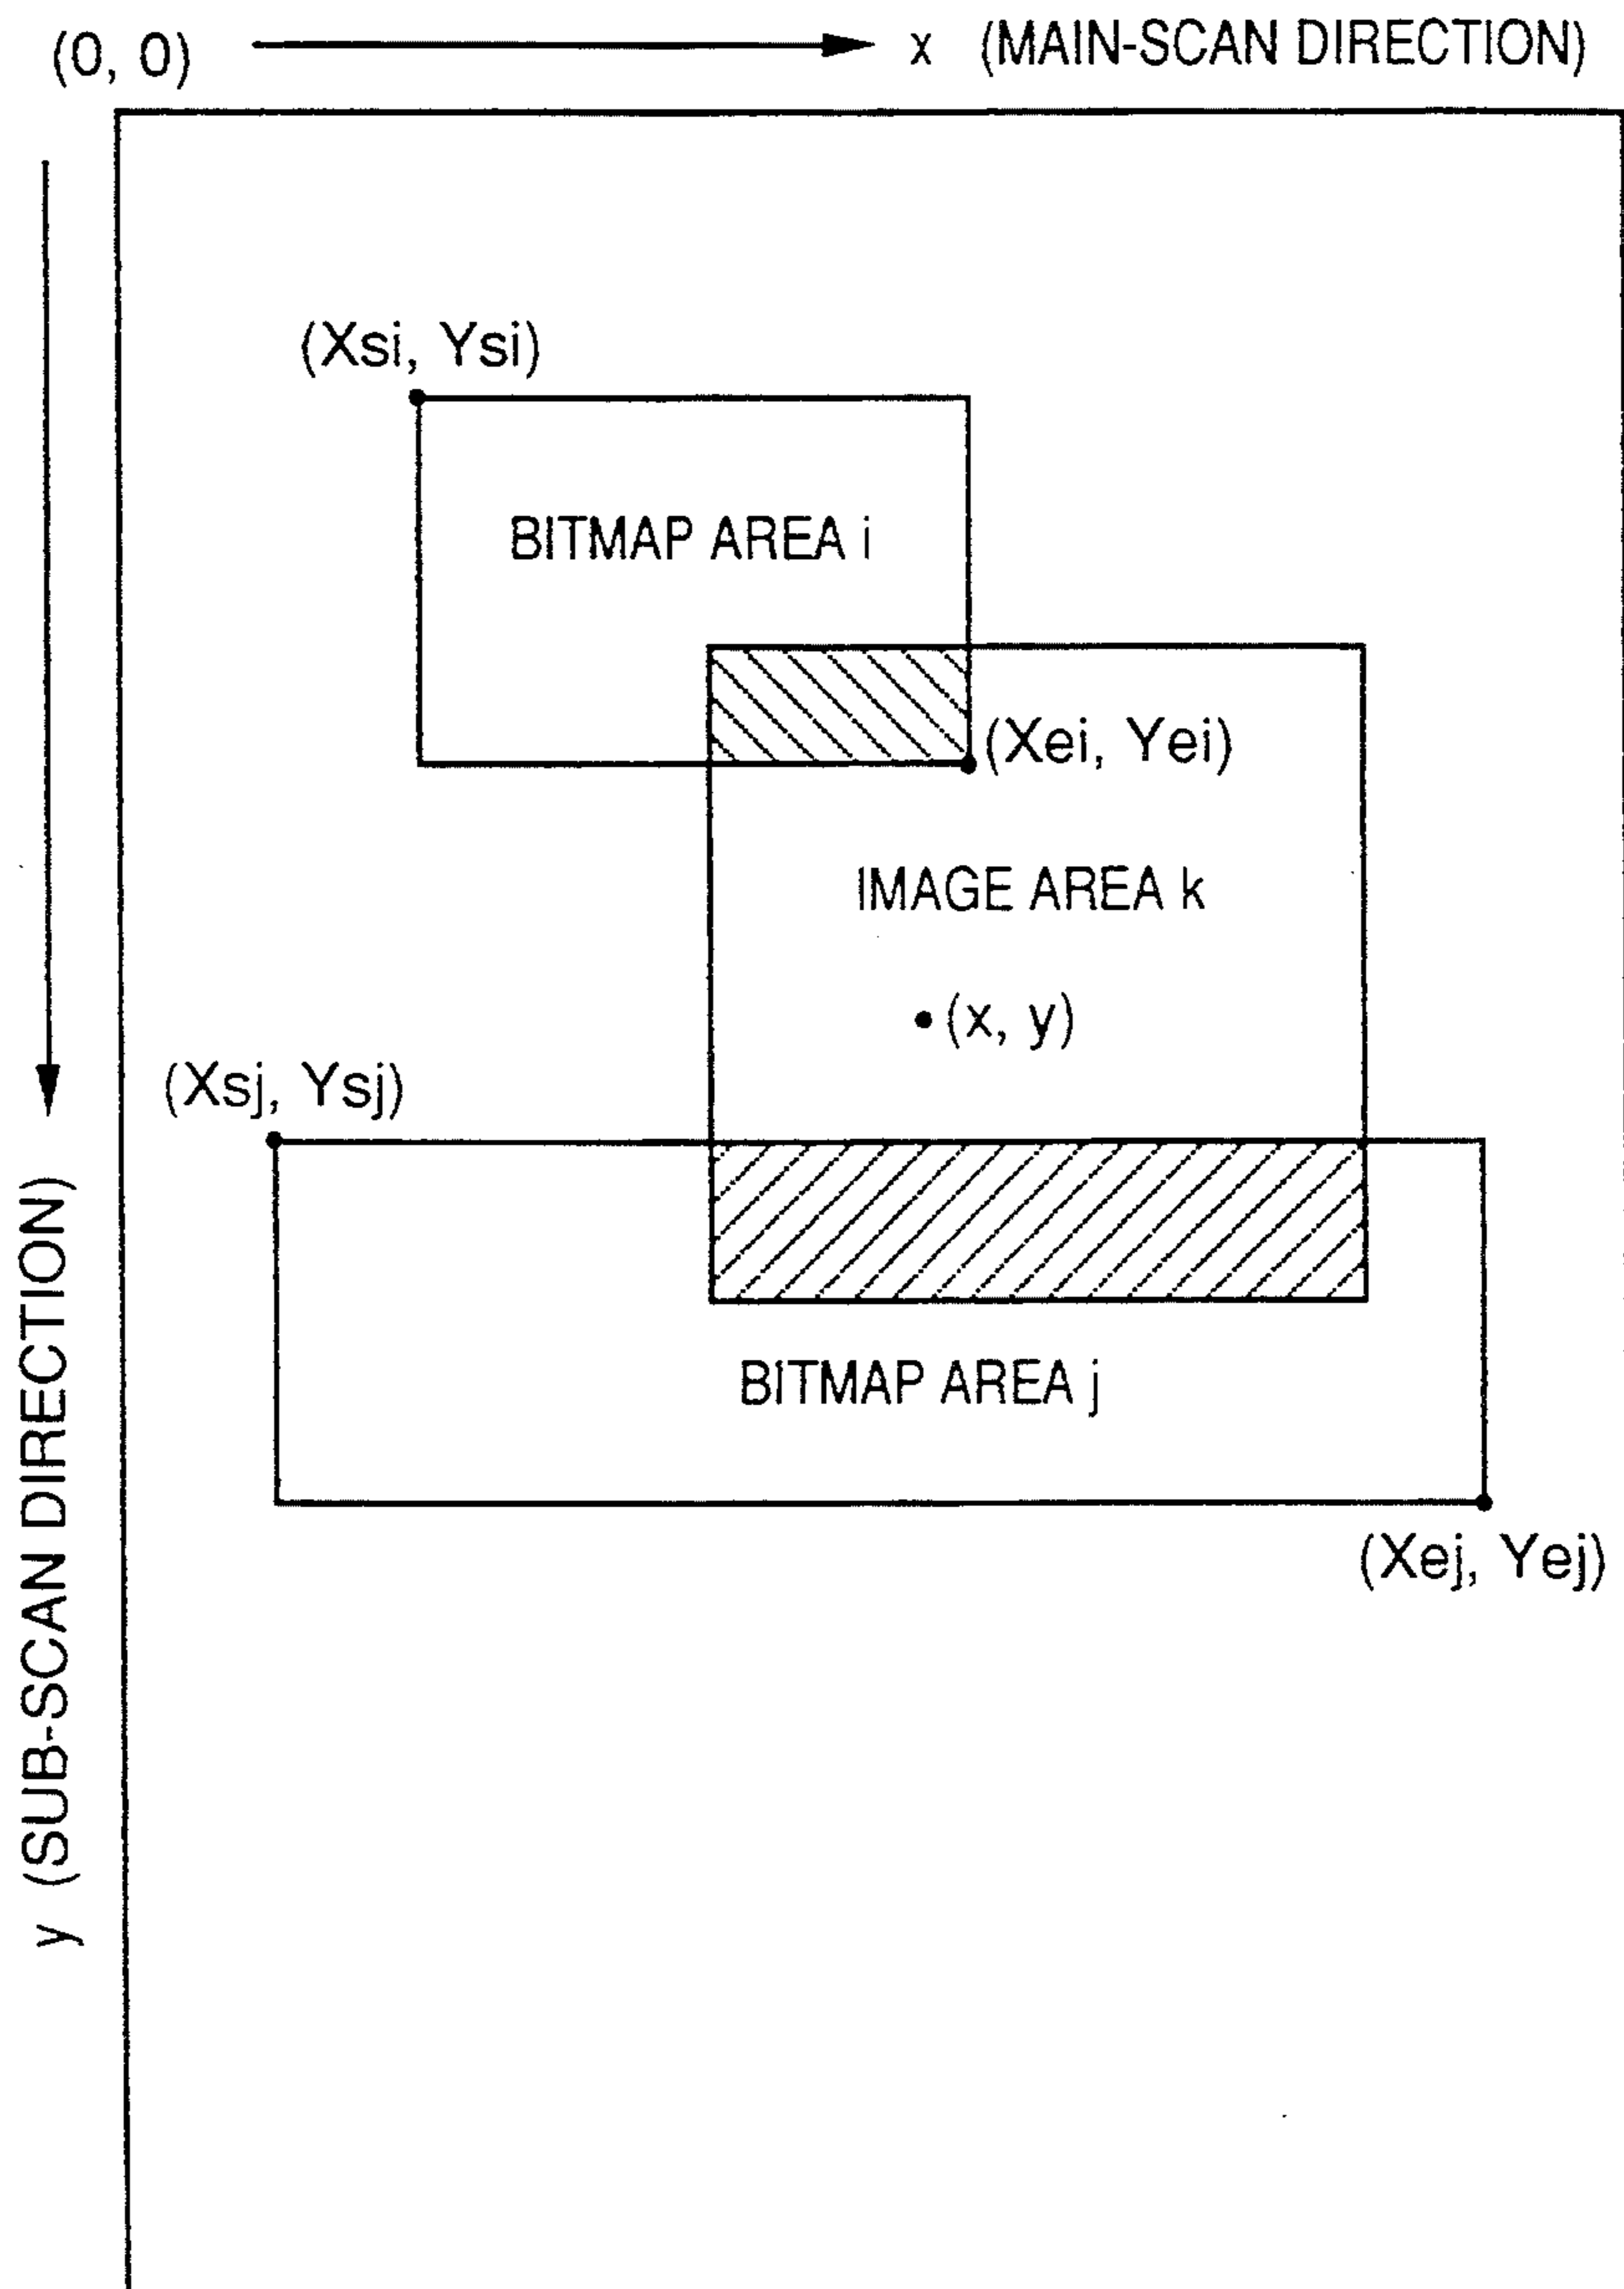 (0, 0)
x (MAIN-SCAN DIRECTION)
(Xsi, Ysi)
BITMAP AREA i
(Xei, Yei)
IMAGE AREA k
(x, y)
(Xsj, Ysj)
BITMAP AREA j
(Xej, Yej)
y (SUB-SCAN DIRECTION)